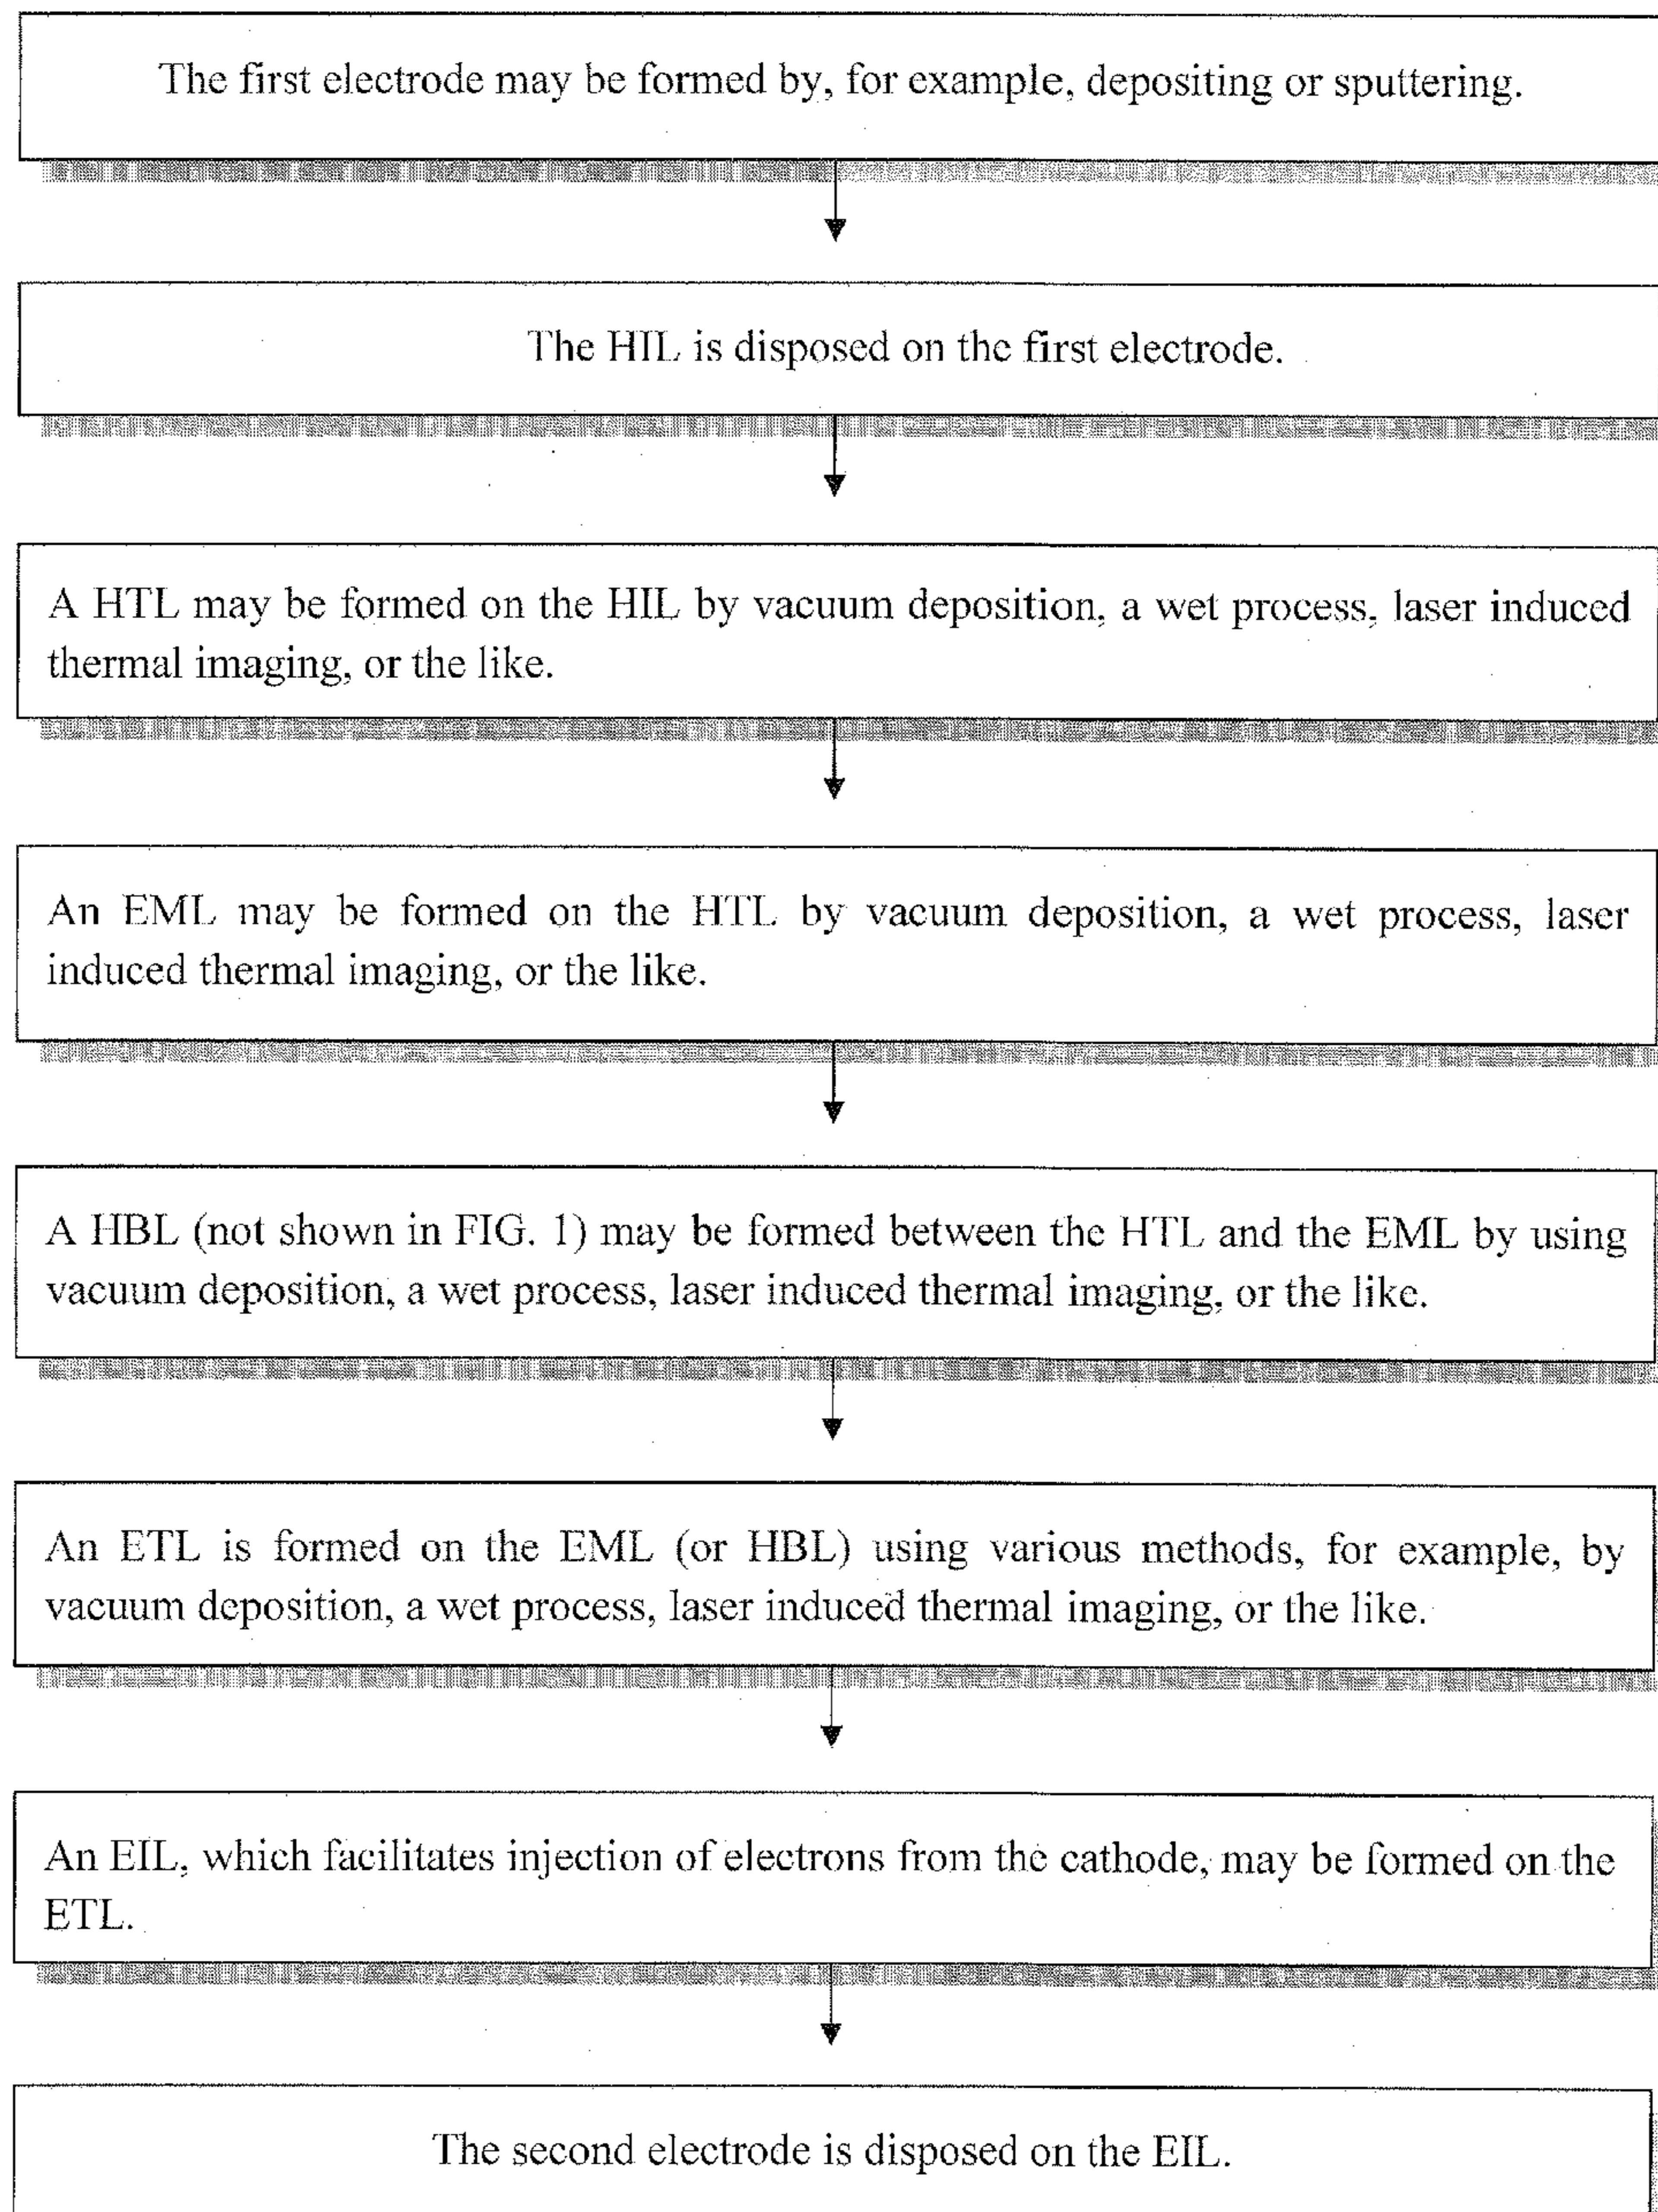 The first electrode may be formed by, for example, depositing or sputtering.
The HIL is disposed on the first electrode.
A HTL may be formed on the HIL by vacuum deposition, a wet process, laser induced
thermal imaging, or the like.
An EML may be formed on the HTL by vacuum deposition, a wet process, laser
induced thermal imaging, or the like.
A HBL (not shown in FIG. 1) may be formed between the HTL and the EML by using
vacuum deposition, a wet process, laser induced thermal imaging, or the like.
An ETL is formed on the EML (or HBL) using various methods, for example, by
vacuum deposition, a wet process, laser induced thermal imaging, or the like.
An EIL, which facilitates injection of electrons from the cathode, may be formed on the
ETL.
The second electrode is disposed on the EIL.